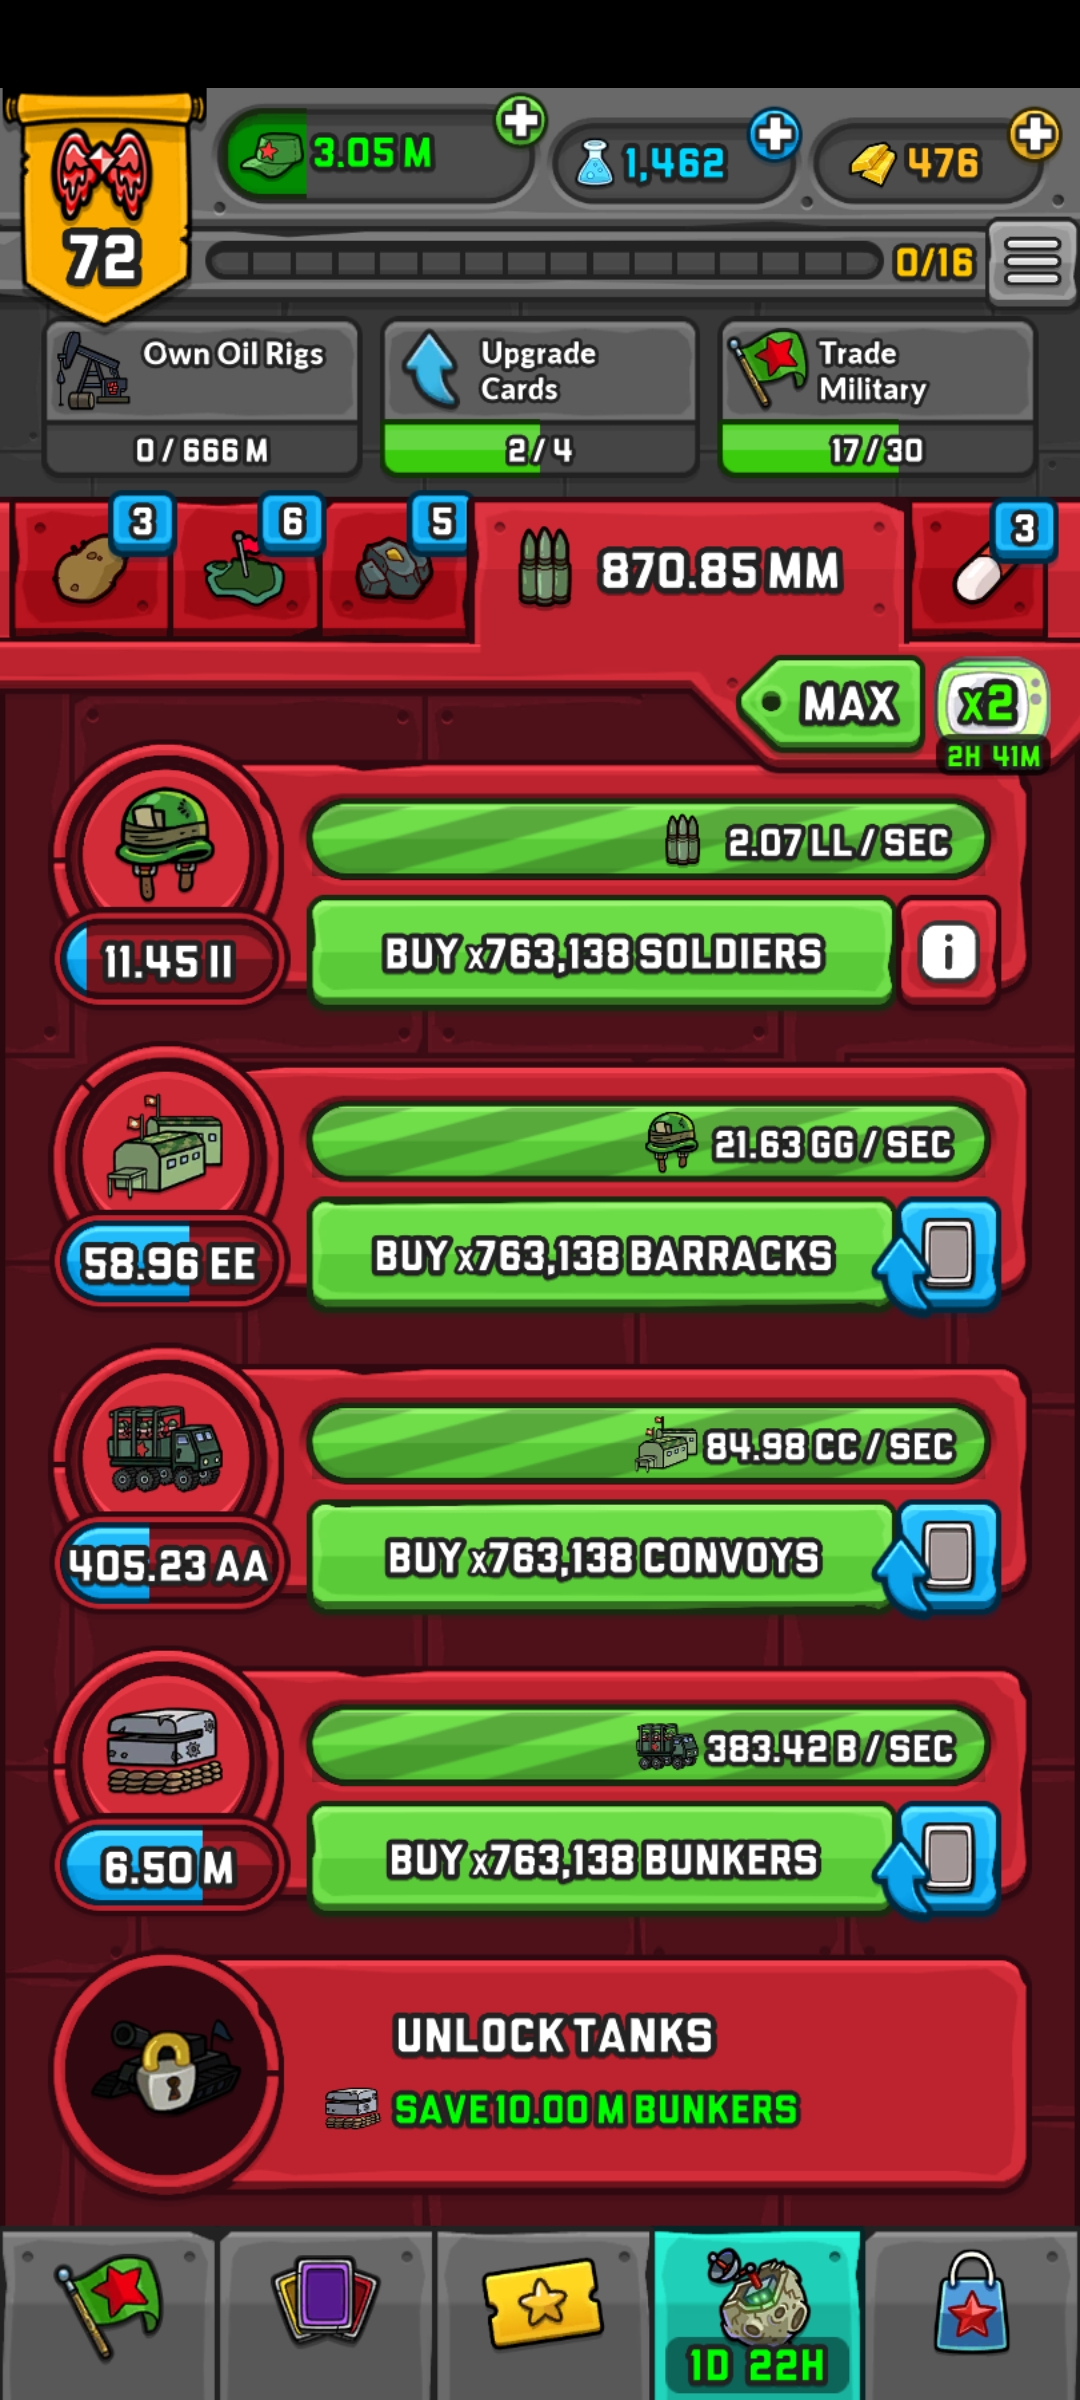 3.05 M
1,462
476
72
0/16
Own Oil Rigs
0 / 666 M
Upgrade
Cards
2 / 4
Trade
Military
17 / 30
3
6
5
870.85 MM
3
MAX
x2
2H 41M
2.07 LL / SEC
11.45 II
BUY x763,138 SOLDIERS
i
21.63 GG / SEC
58.96 EE
BUY x763,138 BARRACKS
84.98 CC / SEC
405.23 AA
BUY x763,138 CONVOYS
383.42 B / SEC
6.50 M
BUY x763,138 BUNKERS
UNLOCK TANKS
SAVE 10.00 M BUNKERS
1D 22H